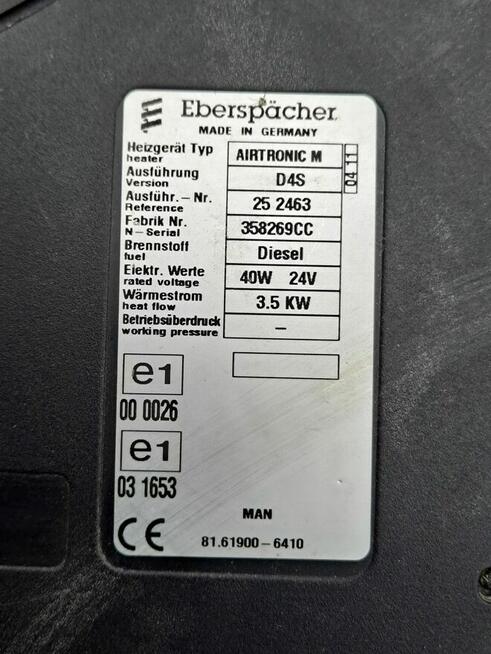 Eberspächer
MADE IN GERMANY
Heizgerät Typ AIRTRONIC M
heater
04 11
Ausführung D4S
Version
Ausführ.-Nr. 25 2463
Reference
Fabrik Nr. 358269CC
N-Serial
Brennstoff Diesel
fuel
Elektr. Werte 40W 24V
rated voltage
Wärmestrom 3.5 KW
heat flow
Betriebsüberdruck –
working pressure
e1
00 0026
e1
03 1653
MAN
CE 81.61900-6410